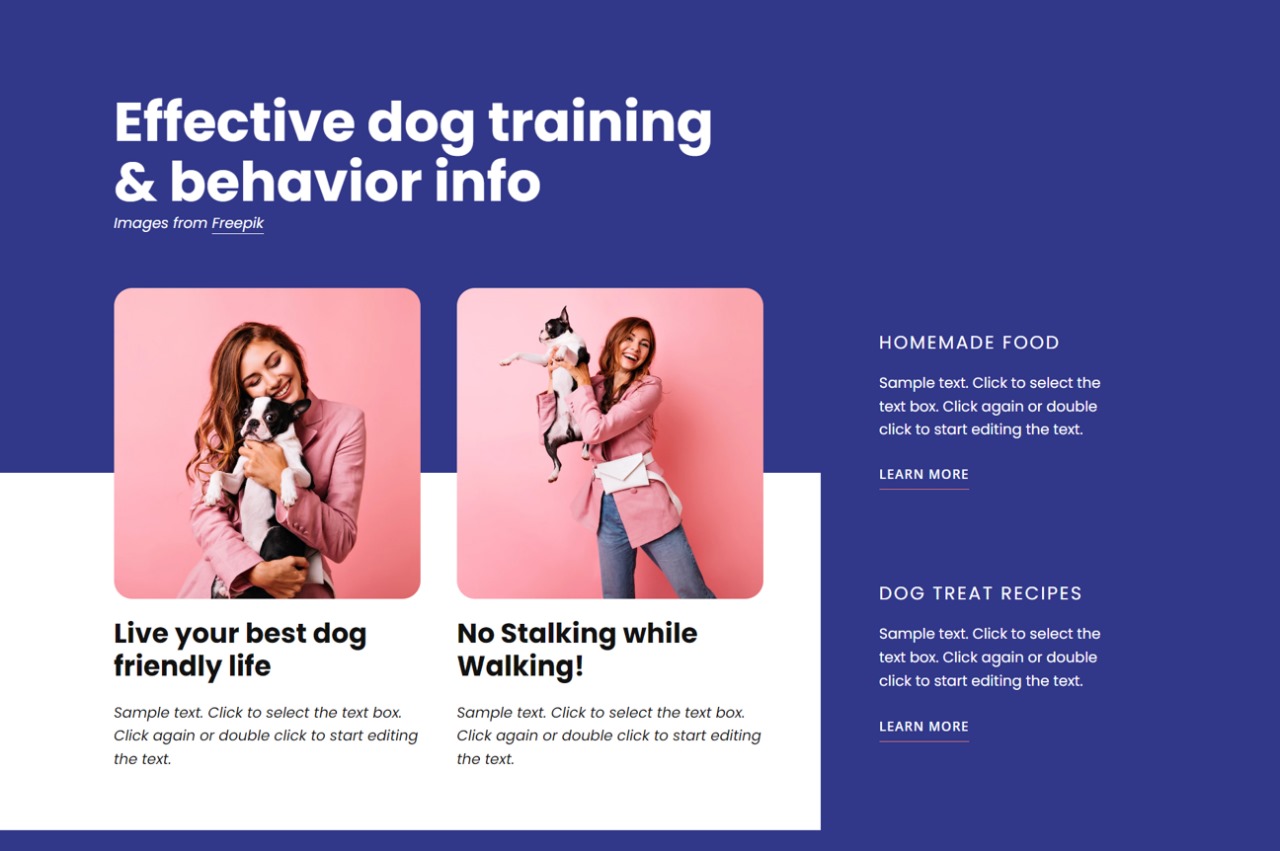 Effective dog training
& behavior info
Images from Freepik
Live your best dog
friendly life
Sample text. Click to select the text box.
Click again or double click to start editing
the text.
No Stalking while
Walking!
Sample text. Click to select the text box.
Click again or double click to start editing
the text.
HOMEMADE FOOD
Sample text. Click to select the
text box. Click again or double
click to start editing the text.
LEARN MORE
DOG TREAT RECIPES
Sample text. Click to select the
text box. Click again or double
click to start editing the text.
LEARN MORE